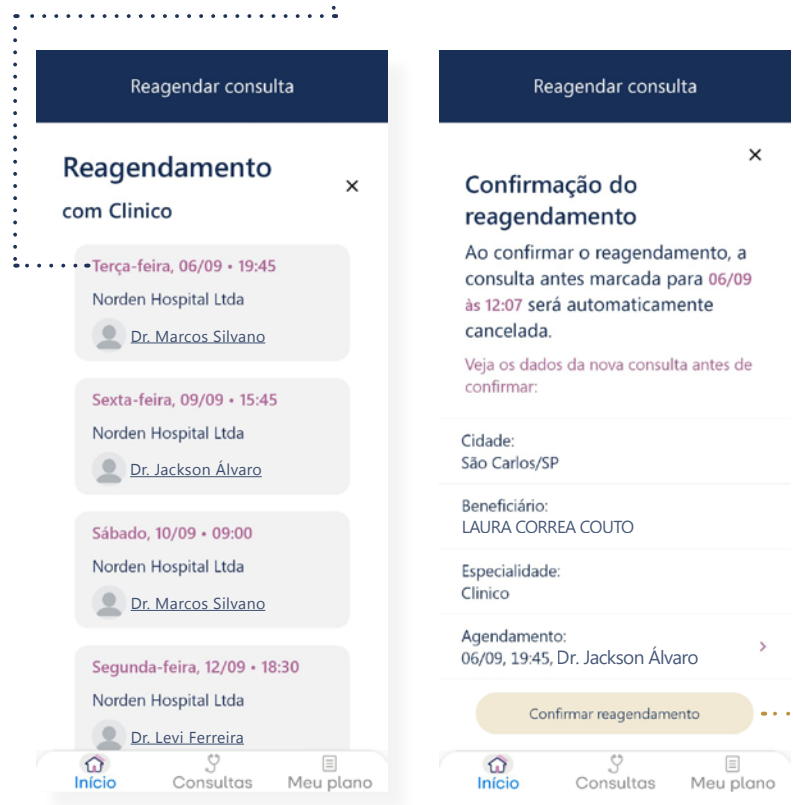 Reagendar consulta
Reagendamento
com Clinico
Terça-feira, 06/09 • 19:45
Norden Hospital Ltda
Dr. Marcos Silvano
Sexta-feira, 09/09 • 15:45
Norden Hospital Ltda
Dr. Jackson Álvaro
Sábado, 10/09 • 09:00
Norden Hospital Ltda
Dr. Marcos Silvano
Segunda-feira, 12/09 • 18:30
Norden Hospital Ltda
Dr. Levi Ferreira
Início Consultas Meu plano
Reagendar consulta
Confirmação do
reagendamento
Ao confirmar o reagendamento, a
consulta antes marcada para 06/09
às 12:07 será automaticamente
cancelada.
Veja os dados da nova consulta antes de
confirmar:
Cidade:
São Carlos/SP
Beneficiário:
LAURA CORREA COUTO
Especialidade:
Clinico
Agendamento:
06/09, 19:45, Dr. Jackson Álvaro
Confirmar reagendamento
Início Consultas Meu plano